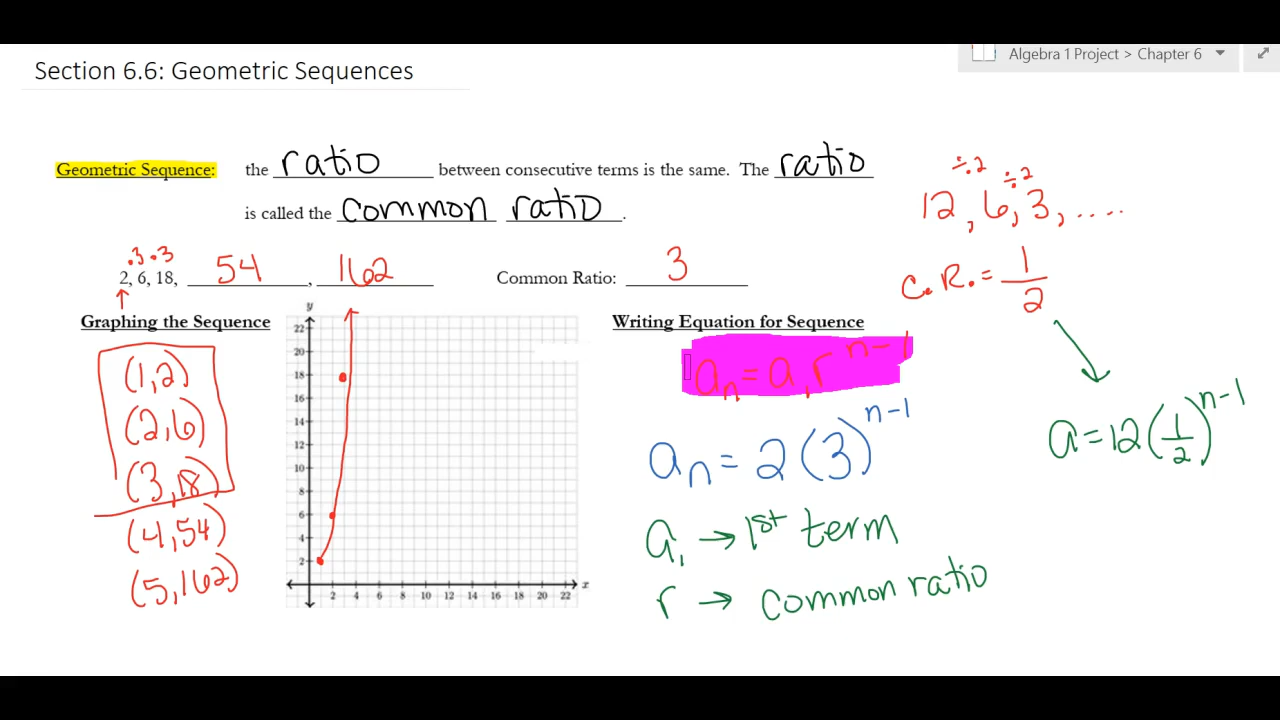 Algebra 1 Project > Chapter 6
Section 6.6: Geometric Sequences
Geometric Sequence: the ratio between consecutive terms is the same. The ratio
is called the common ratio.
÷2 ÷2
12, 6, 3, ....
C.R. = 1/2
·3 ·3
2, 6, 18, 54, 162 Common Ratio: 3
Graphing the Sequence
(1,2)
(2,6)
(3,18)
(4,54)
(5,162)
y
22
20
18
16
14
12
10
8
6
4
2
2 4 6 8 10 12 14 16 18 20 22 x
Writing Equation for Sequence
aₙ = a₁rⁿ⁻¹
aₙ = 2(3)ⁿ⁻¹
a₁ → 1st term
r → common ratio
a = 12(1/2)ⁿ⁻¹